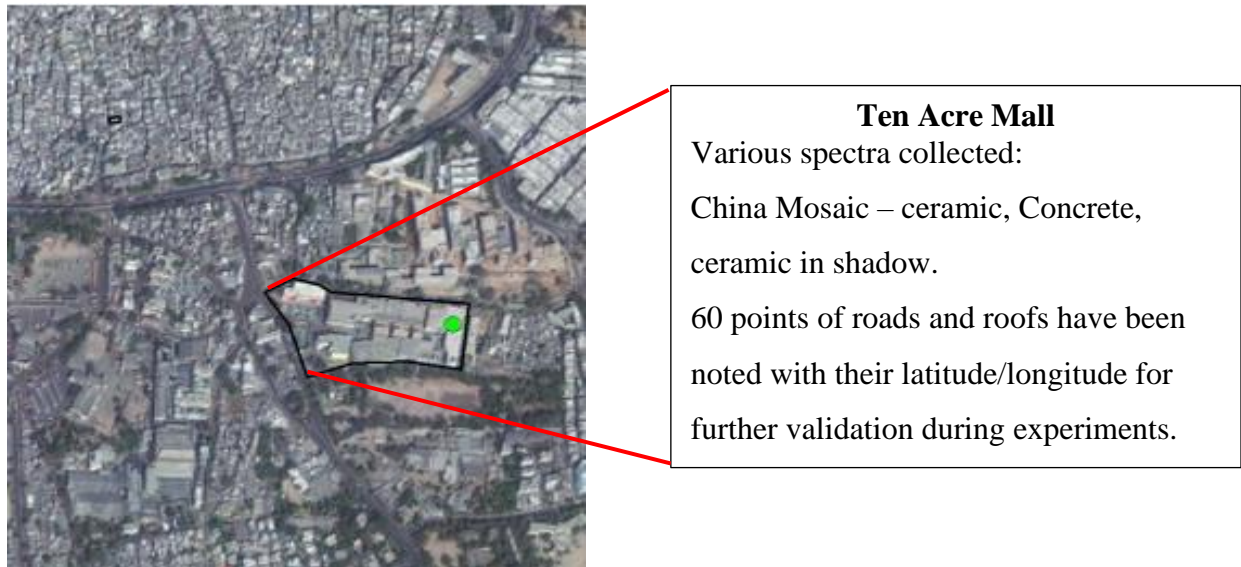 Ten Acre Mall
Various spectra collected:
China Mosaic – ceramic, Concrete,
ceramic in shadow.
60 points of roads and roofs have been
noted with their latitude/longitude for
further validation during experiments.